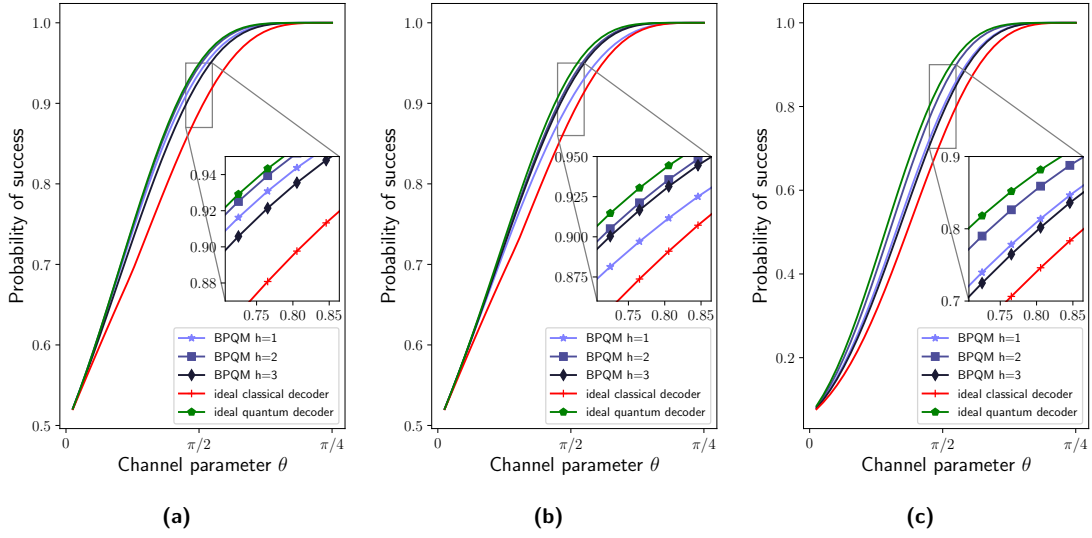 1.0
0.9
0.8
0.7
0.6
0.5
Probability of success
0.94
0.92
0.90
0.88
0.75
0.80
0.85
BPQM h=1
BPQM h=2
BPQM h=3
ideal classical decoder
ideal quantum decoder
0
π/2
π/4
Channel parameter θ
(a)
1.0
0.9
0.8
0.7
0.6
0.5
Probability of success
0.950
0.925
0.900
0.875
0.75
0.80
0.85
BPQM h=1
BPQM h=2
BPQM h=3
ideal classical decoder
ideal quantum decoder
0
π/2
π/4
Channel parameter θ
(b)
1.0
0.8
0.6
0.4
0.2
Probability of success
0.9
0.8
0.7
0.75
0.80
0.85
BPQM h=1
BPQM h=2
BPQM h=3
ideal classical decoder
ideal quantum decoder
0
π/2
π/4
Channel parameter θ
(c)